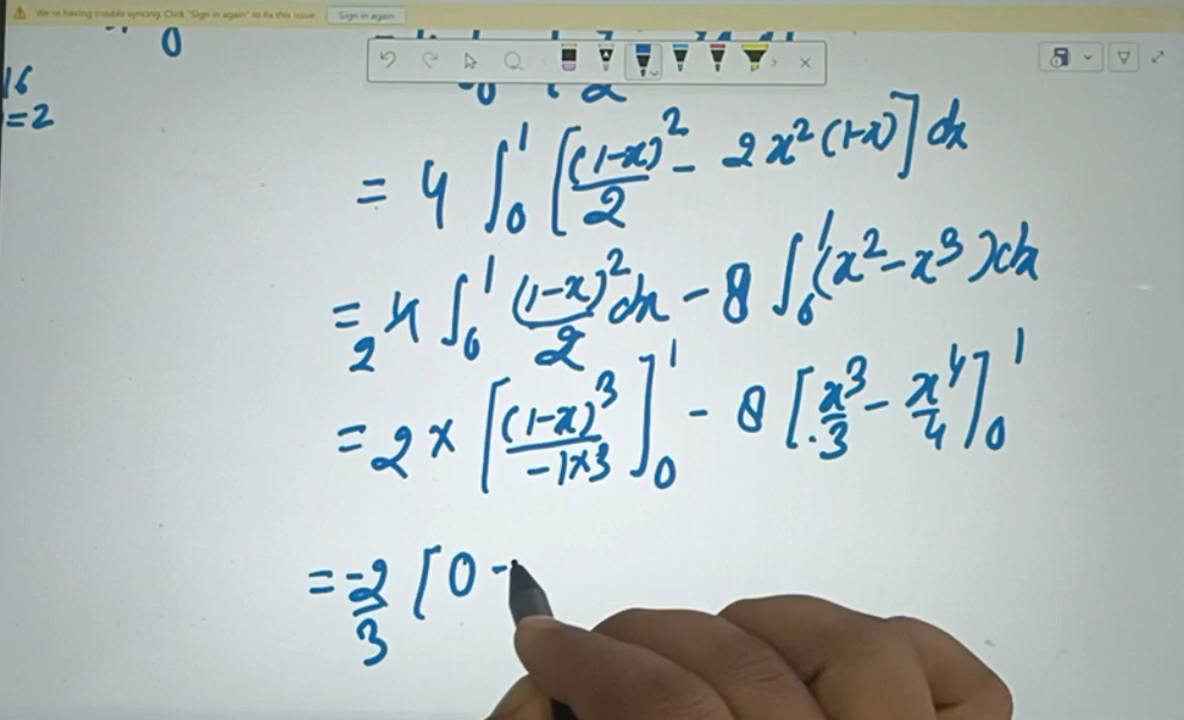 We're having trouble syncing. Click "Sign in again" to fix this issue. Sign in again
0
16
=2
= 4 ∫₀¹ [(1-x)²/2 - 2x²(1-x)] dx
= ₂4 ∫₀¹ (1-x)²/2 dx - 8 ∫₀¹ (x²-x³) dx
= 2 × [(1-x)³/-1×3]₀¹ - 8 [x³/3 - x⁴/4]₀¹
= -2/3 [0 -